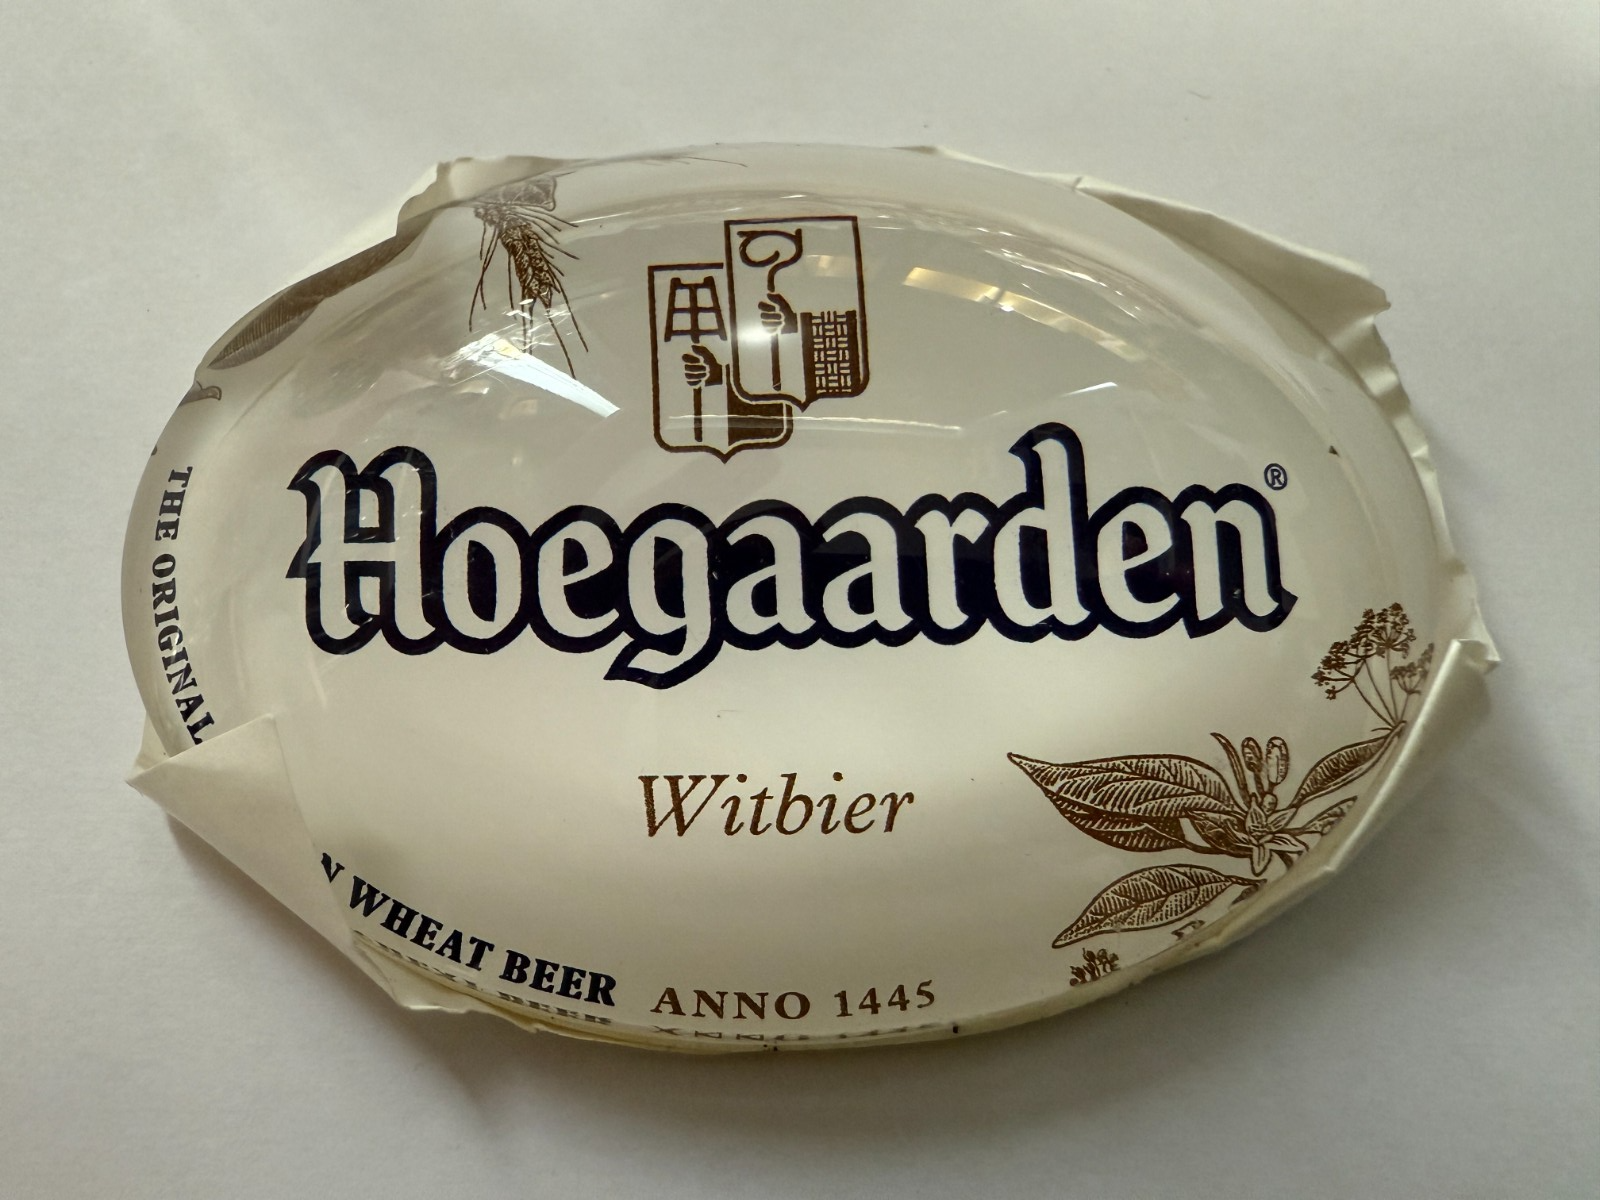 Hoegaarden®
Witbier
THE ORIGINAL
WHEAT BEER
ANNO 1445